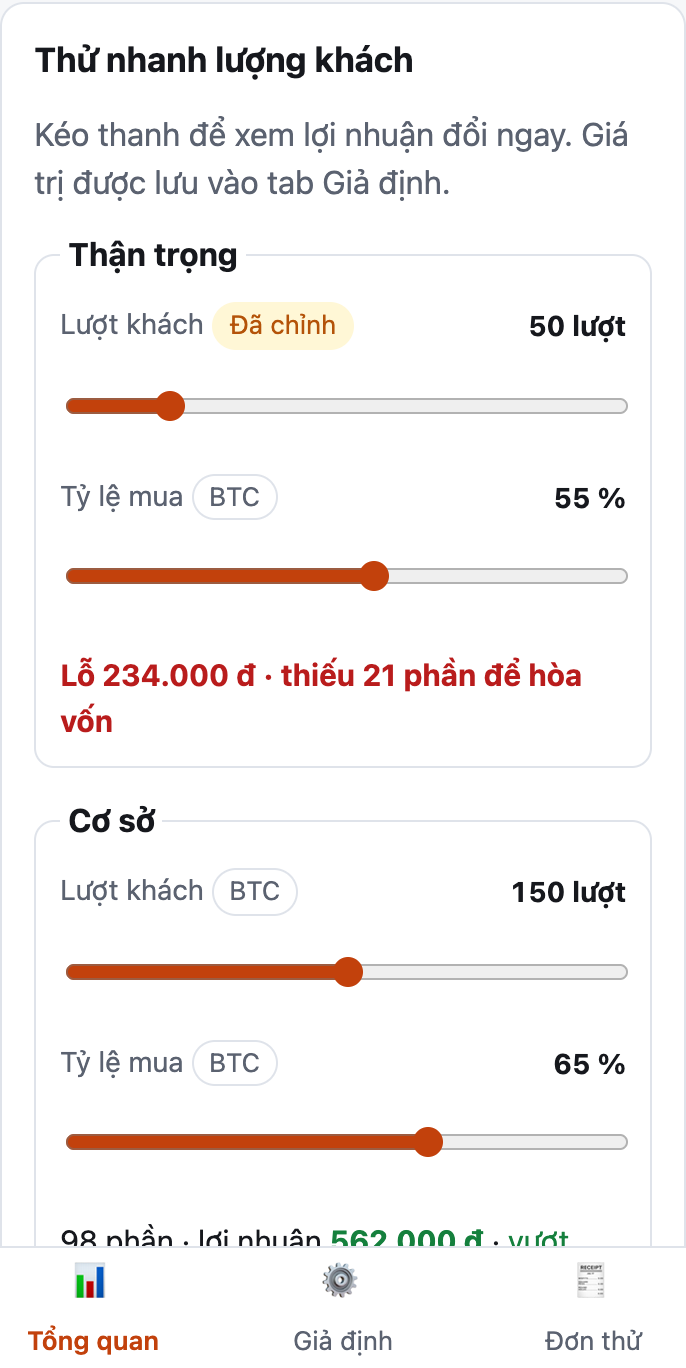 Thử nhanh lượng khách
Kéo thanh để xem lợi nhuận đổi ngay. Giá
trị được lưu vào tab Giả định.
Thận trọng
Lượt khách Đã chỉnh 50 lượt
Tỷ lệ mua BTC 55 %
Lỗ 234.000 đ · thiếu 21 phần để hòa
vốn
Cơ sở
Lượt khách BTC 150 lượt
Tỷ lệ mua BTC 65 %
98 phần · lợi nhuận 562.000 đ · vượt
RECEIPT
Tổng quan Giả định Đơn thử